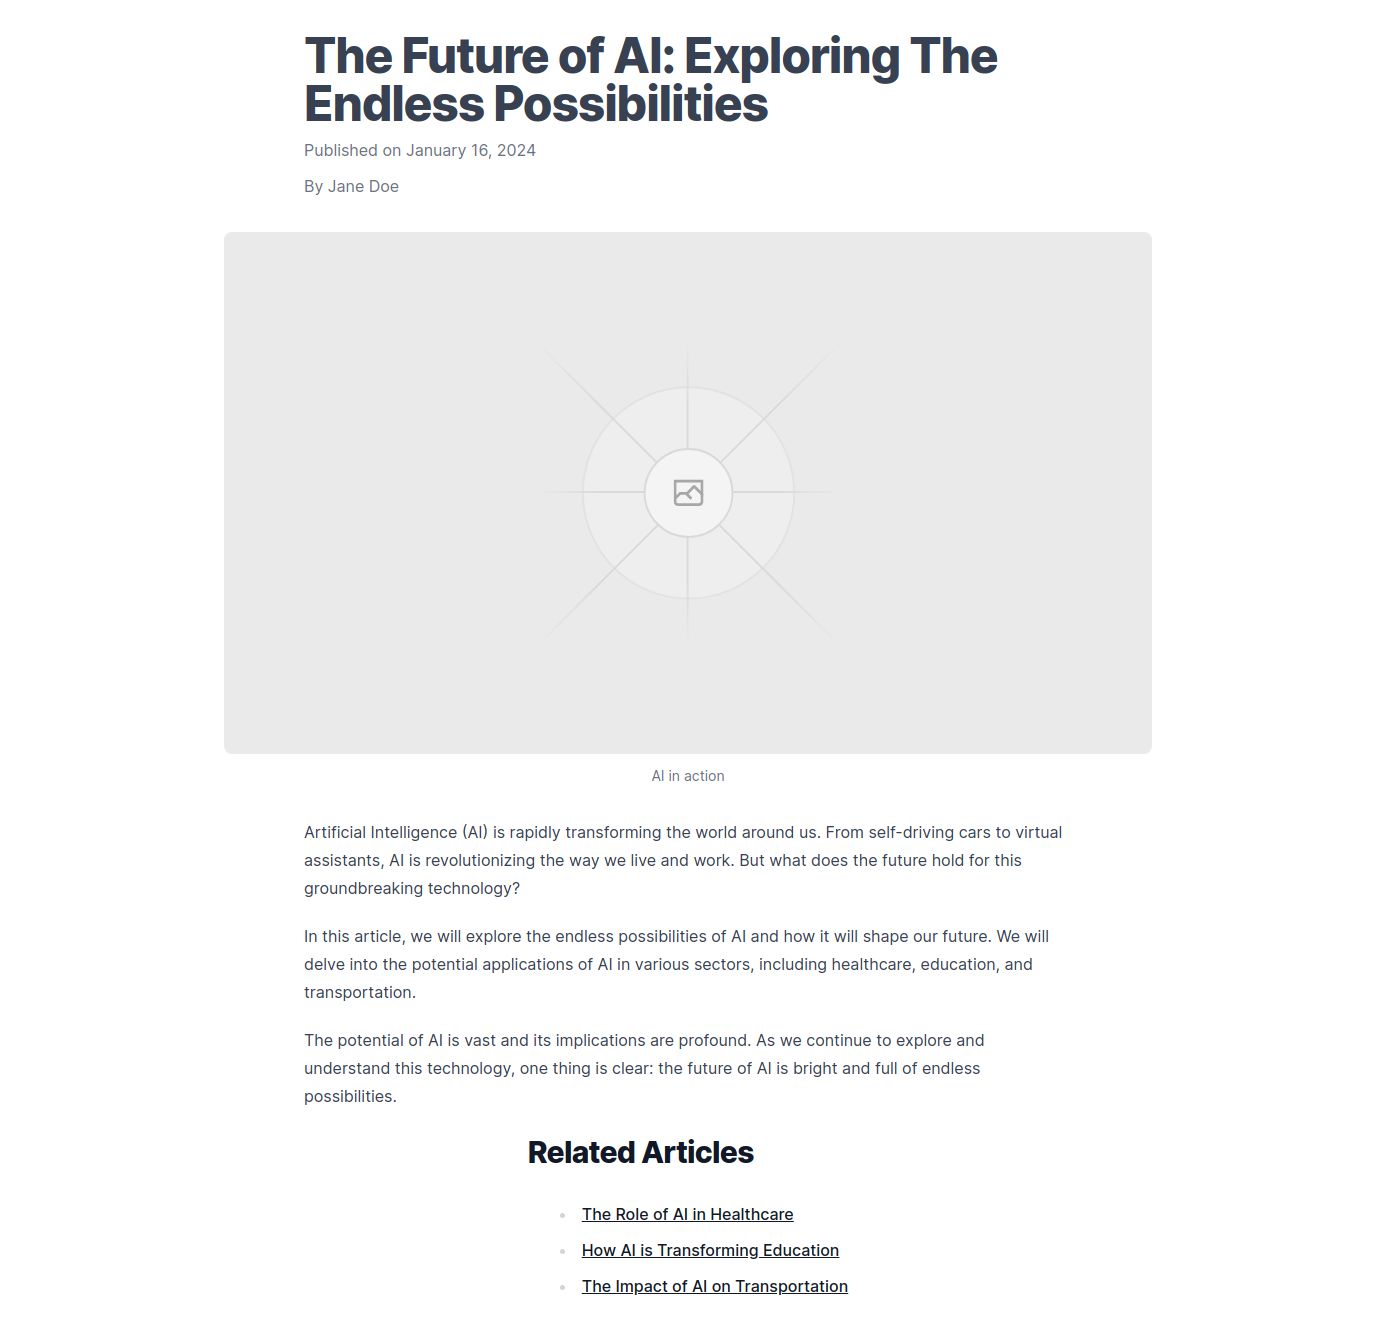 The Future of AI: Exploring The
Endless Possibilities
Published on January 16, 2024
By Jane Doe
AI in action
Artificial Intelligence (AI) is rapidly transforming the world around us. From self-driving cars to virtual
assistants, AI is revolutionizing the way we live and work. But what does the future hold for this
groundbreaking technology?
In this article, we will explore the endless possibilities of AI and how it will shape our future. We will
delve into the potential applications of AI in various sectors, including healthcare, education, and
transportation.
The potential of AI is vast and its implications are profound. As we continue to explore and
understand this technology, one thing is clear: the future of AI is bright and full of endless
possibilities.
Related Articles
The Role of AI in Healthcare
How AI is Transforming Education
The Impact of AI on Transportation